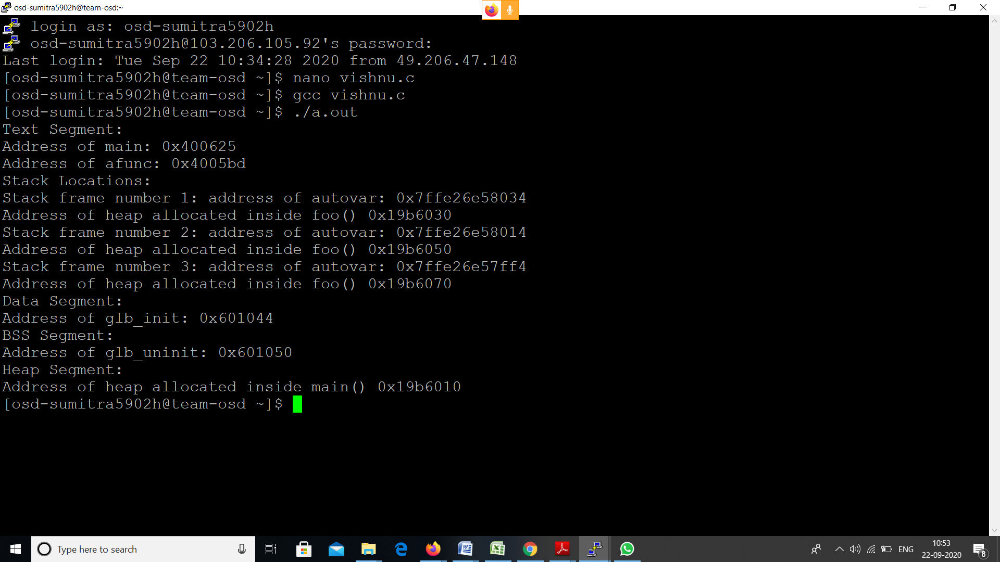 osd-sumitra5902h@team-osd:~
login as: osd-sumitra5902h
osd-sumitra5902h@103.206.105.92's password:
Last login: Tue Sep 22 10:34:28 2020 from 49.206.47.148
[osd-sumitra5902h@team-osd ~]$ nano vishnu.c
[osd-sumitra5902h@team-osd ~]$ gcc vishnu.c
[osd-sumitra5902h@team-osd ~]$ ./a.out
Text Segment:
Address of main: 0x400625
Address of afunc: 0x4005bd
Stack Locations:
Stack frame number 1: address of autovar: 0x7ffe26e58034
Address of heap allocated inside foo() 0x19b6030
Stack frame number 2: address of autovar: 0x7ffe26e58014
Address of heap allocated inside foo() 0x19b6050
Stack frame number 3: address of autovar: 0x7ffe26e57ff4
Address of heap allocated inside foo() 0x19b6070
Data Segment:
Address of glb_init: 0x601044
BSS Segment:
Address of glb_uninit: 0x601050
Heap Segment:
Address of heap allocated inside main() 0x19b6010
[osd-sumitra5902h@team-osd ~]$
Type here to search
ENG
10:53
22-09-2020
8